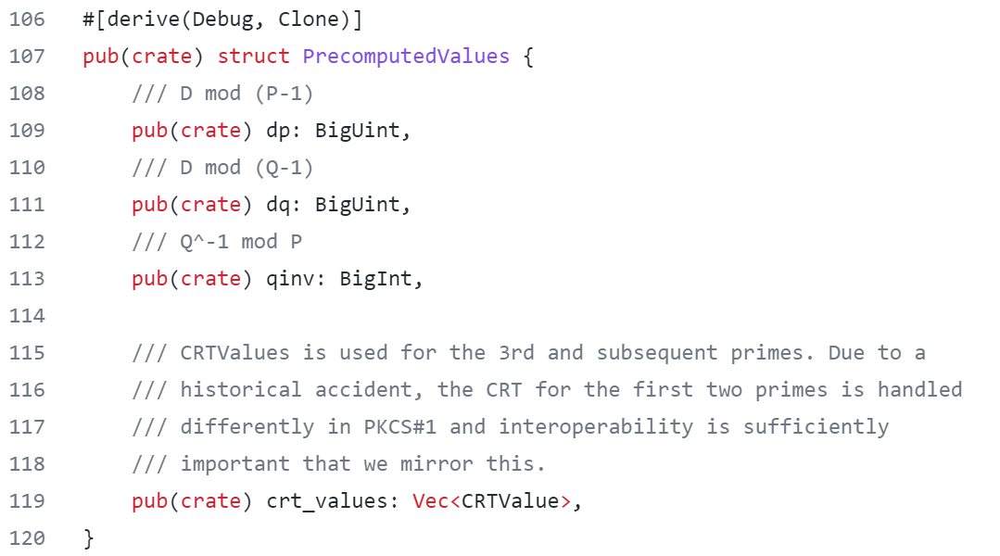 106 #[derive(Debug, Clone)]
107 pub(crate) struct PrecomputedValues {
108     /// D mod (P-1)
109     pub(crate) dp: BigUint,
110     /// D mod (Q-1)
111     pub(crate) dq: BigUint,
112     /// Q^-1 mod P
113     pub(crate) qinv: BigInt,
114
115     /// CRTValues is used for the 3rd and subsequent primes. Due to a
116     /// historical accident, the CRT for the first two primes is handled
117     /// differently in PKCS#1 and interoperability is sufficiently
118     /// important that we mirror this.
119     pub(crate) crt_values: Vec<CRTValue>,
120 }